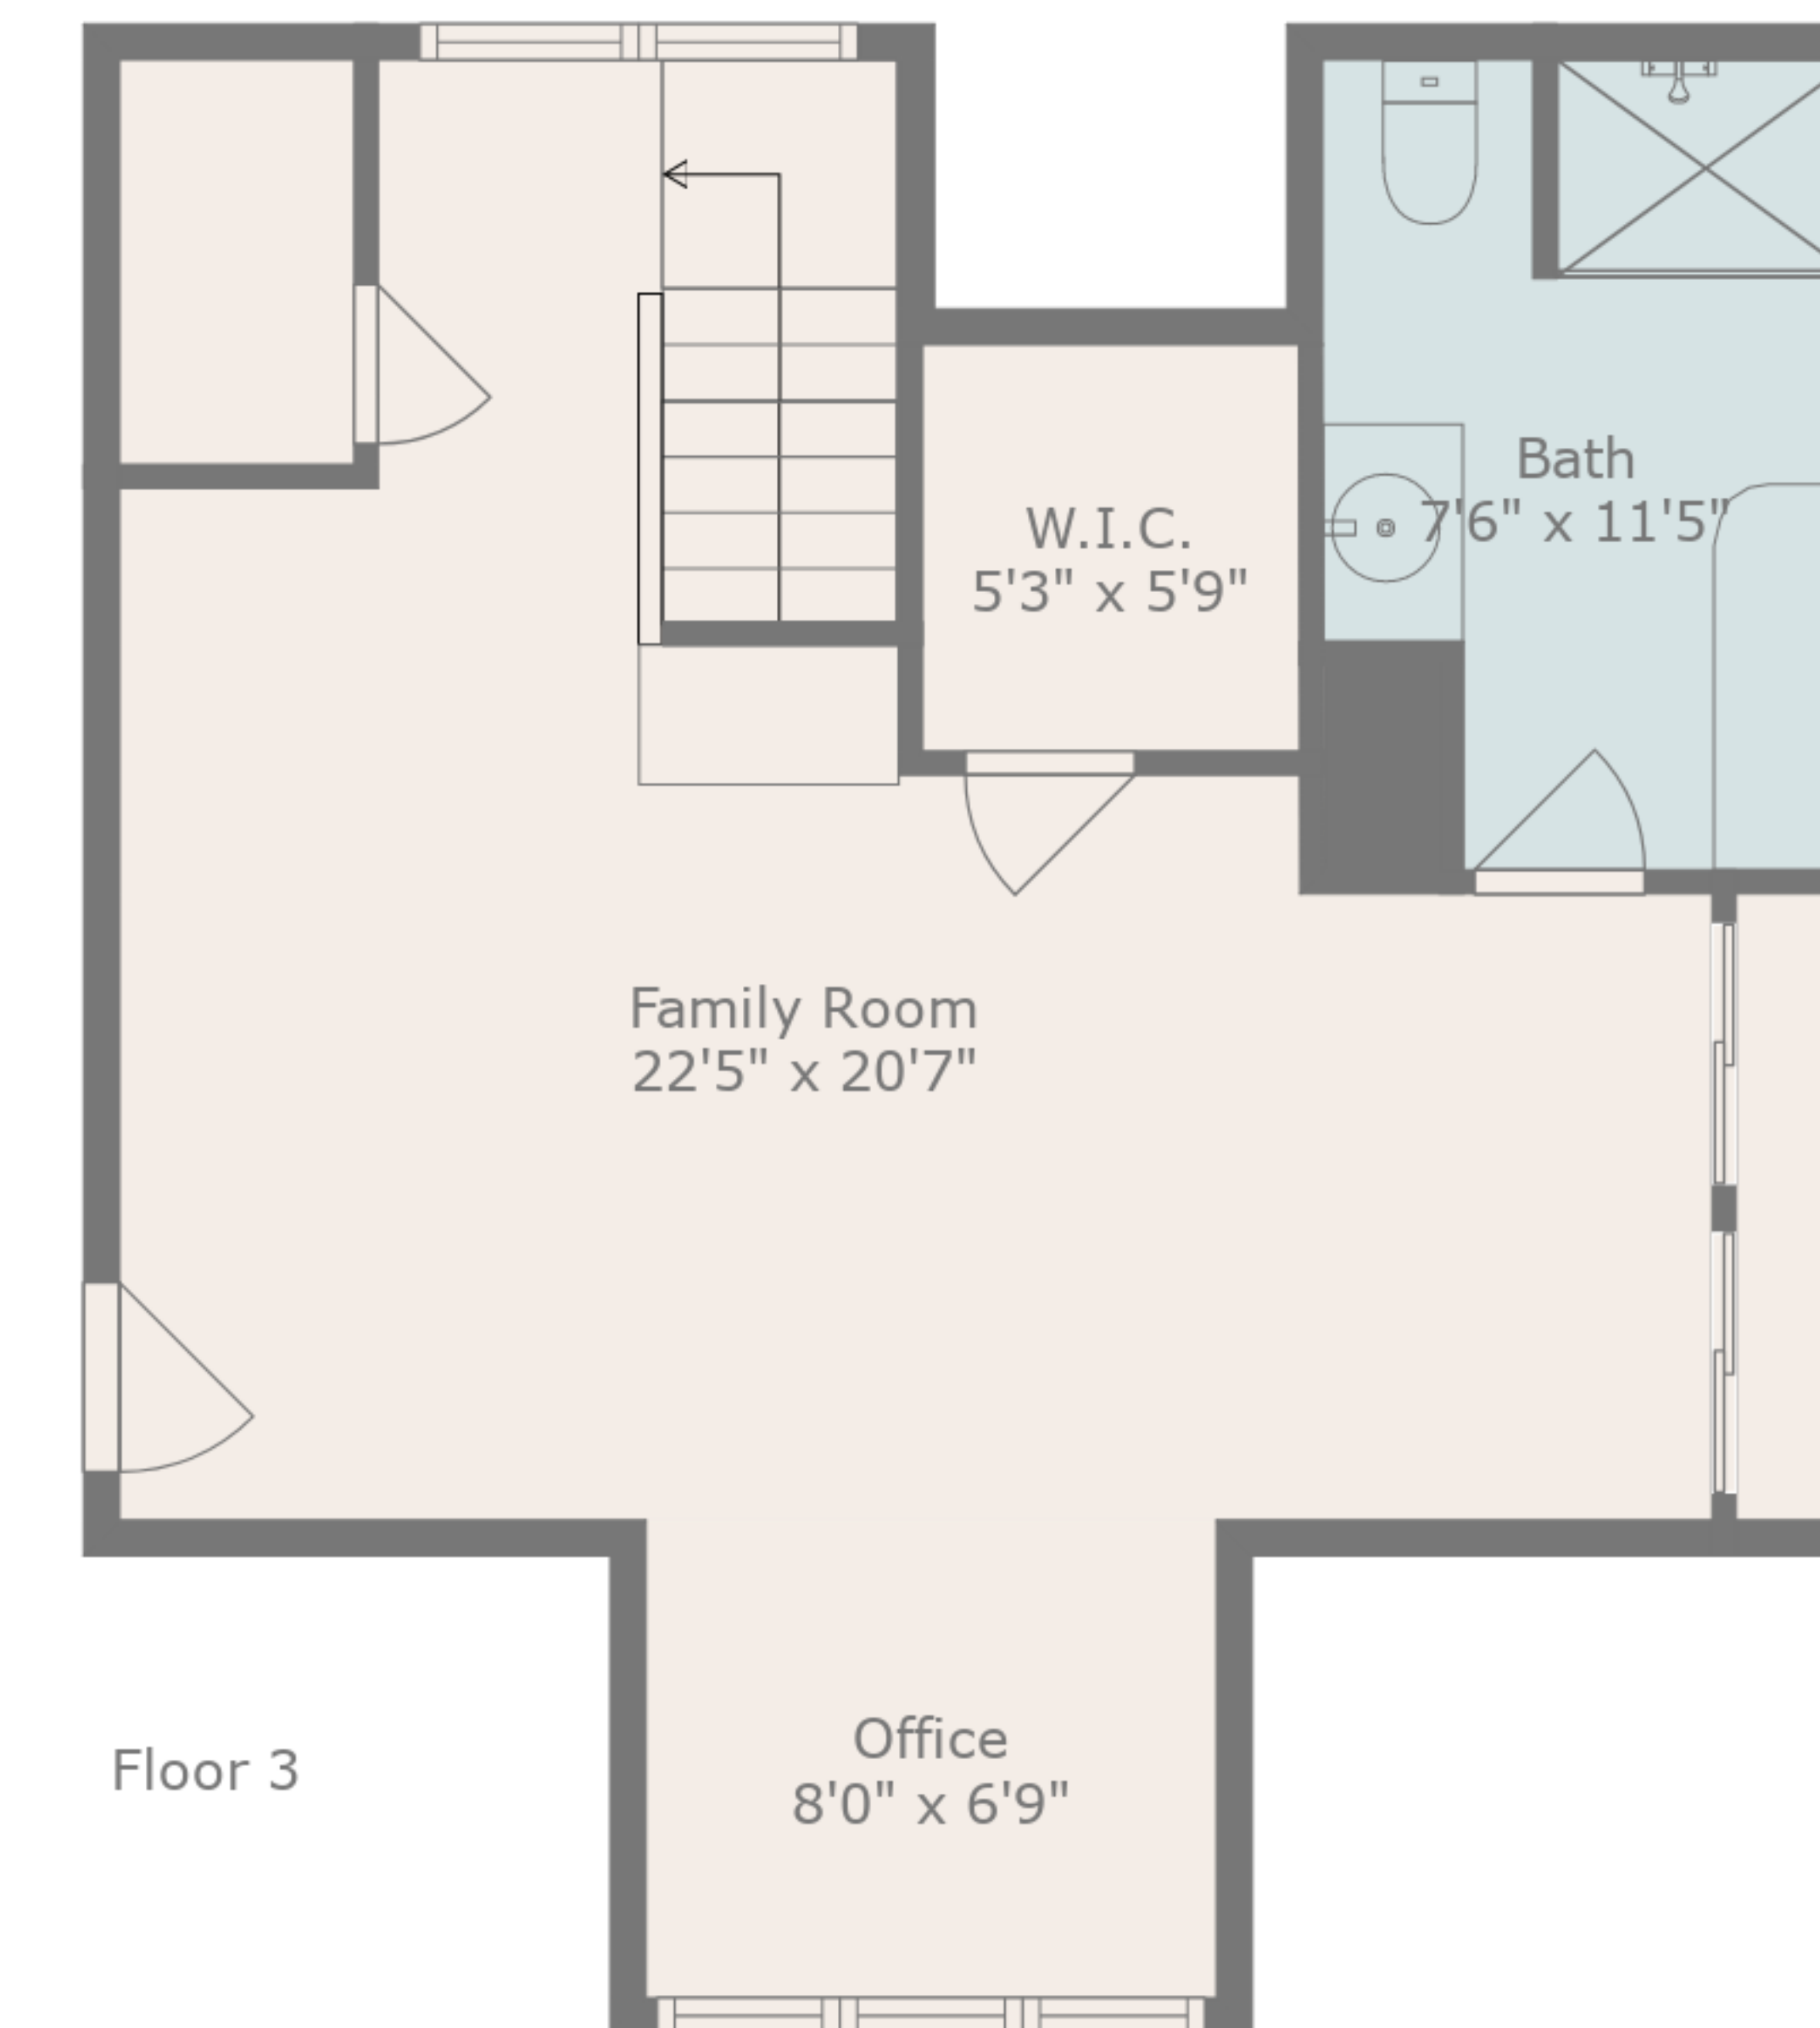 Bath
7'6" x 11'5"
W.I.C.
5'3" x 5'9"
Family Room
22'5" x 20'7"
Office
8'0" x 6'9"
Floor 3